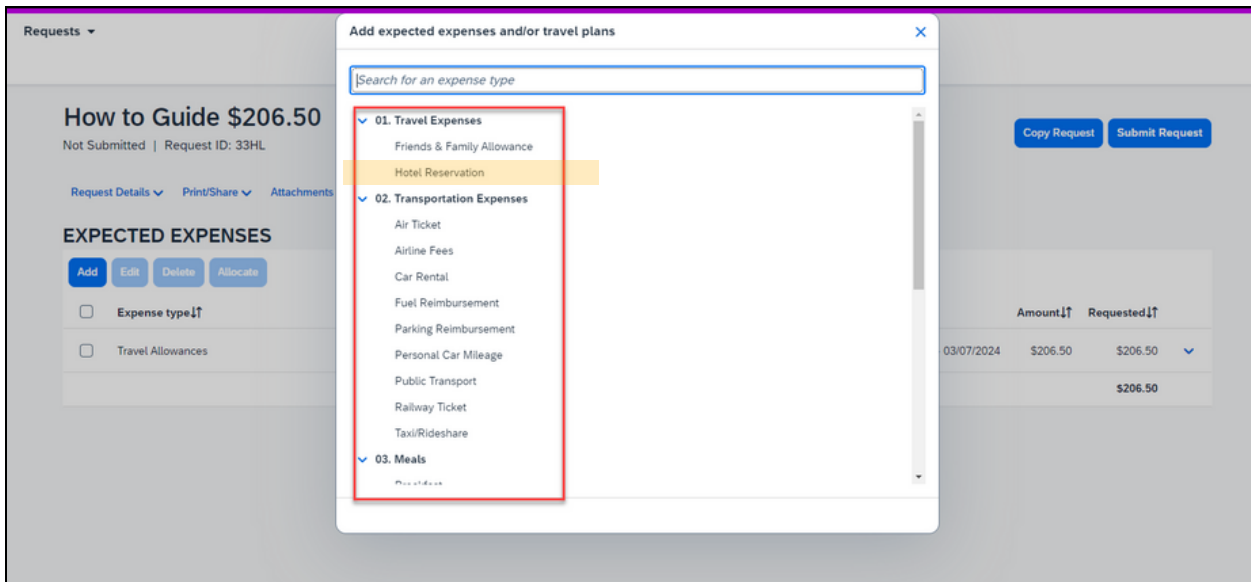 Requests
Add expected expenses and/or travel plans
Search for an expense type
How to Guide $206.50
Not Submitted | Request ID: 33HL
Copy Request
Submit Request
Request Details
Print/Share
Attachments
EXPECTED EXPENSES
Add
Edit
Delete
Allocate
Expense type
Amount
Requested
Travel Allowances
03/07/2024
$206.50
$206.50
$206.50
01. Travel Expenses
Friends & Family Allowance
Hotel Reservation
02. Transportation Expenses
Air Ticket
Airline Fees
Car Rental
Fuel Reimbursement
Parking Reimbursement
Personal Car Mileage
Public Transport
Railway Ticket
Taxi/Rideshare
03. Meals